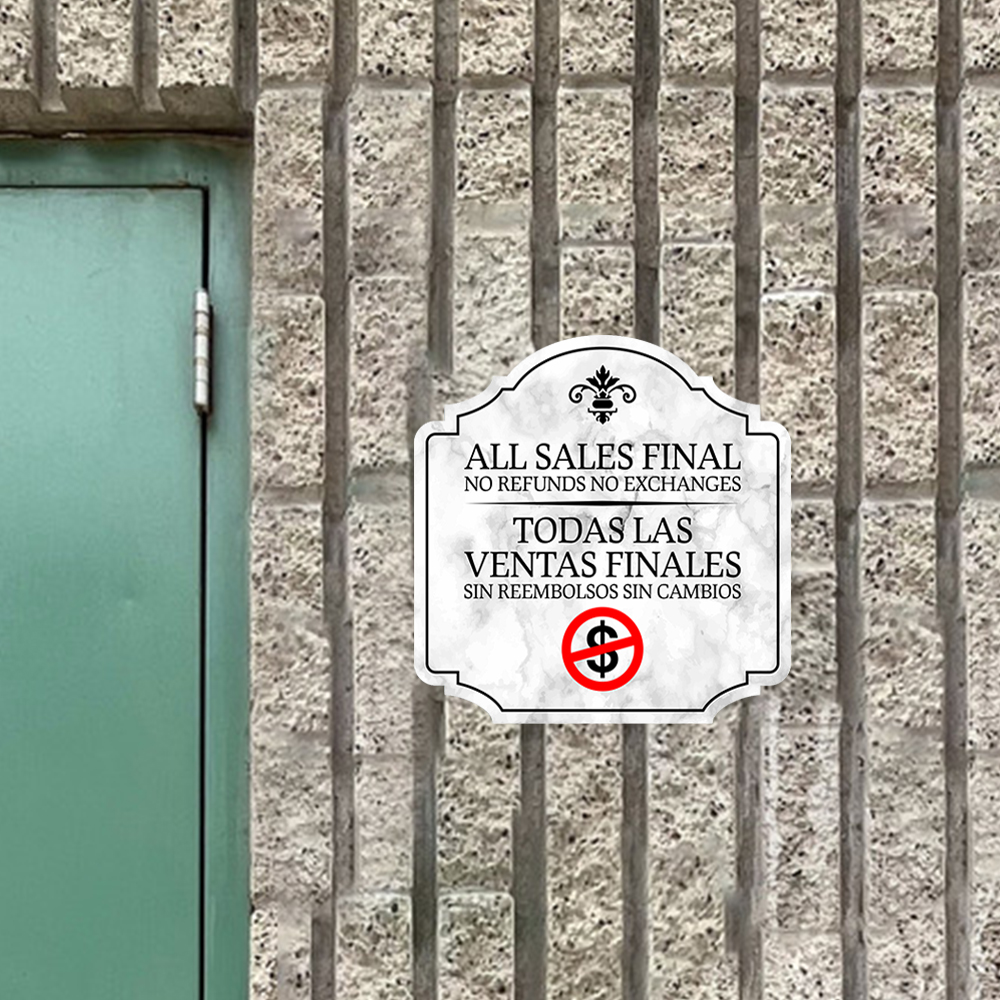 ALL SALES FINAL
NO REFUNDS NO EXCHANGES
TODAS LAS
VENTAS FINALES
SIN REEMBOLSOS SIN CAMBIOS
$